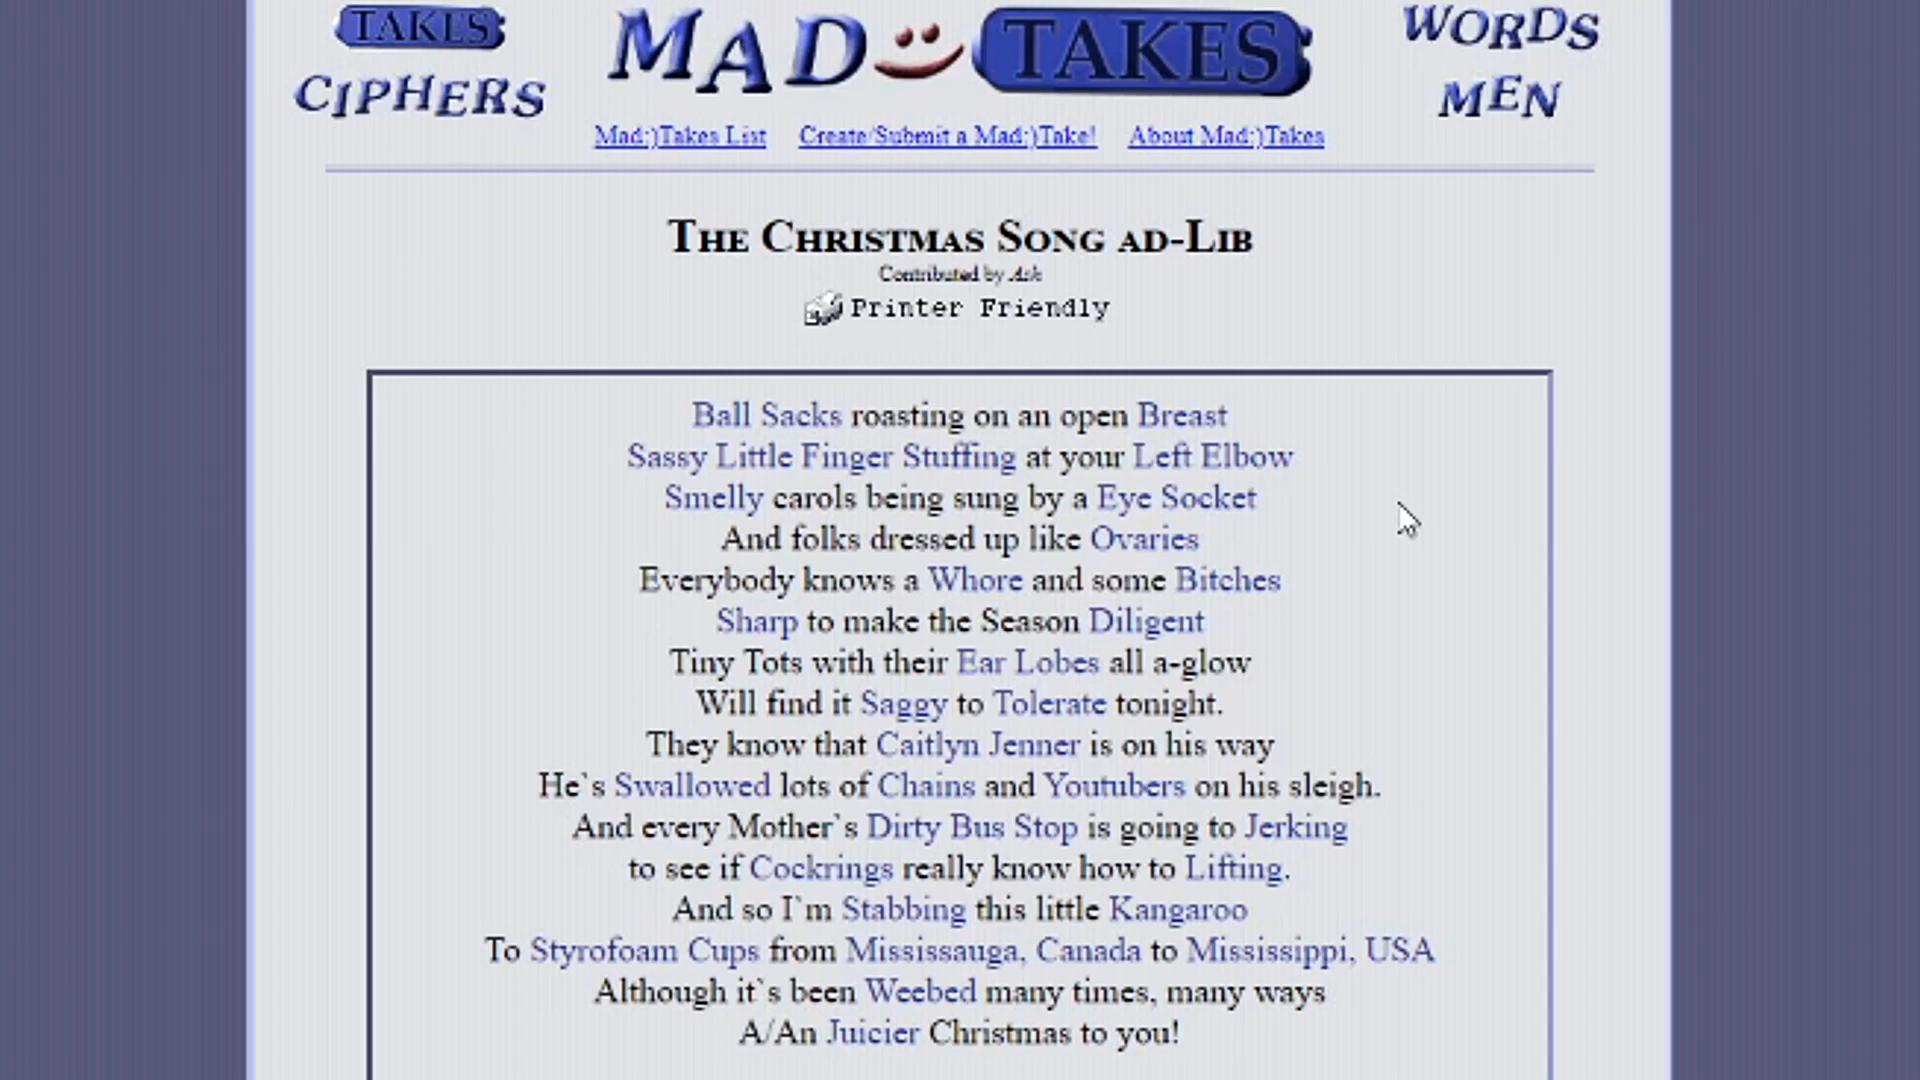 TAKES
CIPHERS
MAD:)TAKES
WORDS
MEN
Mad:)Takes List Create/Submit a Mad:)Take! About Mad:)Takes
THE CHRISTMAS SONG AD-LIB
Contributed by Ash
Printer Friendly
Ball Sacks roasting on an open Breast
Sassy Little Finger Stuffing at your Left Elbow
Smelly carols being sung by a Eye Socket
And folks dressed up like Ovaries
Everybody knows a Whore and some Bitches
Sharp to make the Season Diligent
Tiny Tots with their Ear Lobes all a-glow
Will find it Saggy to Tolerate tonight.
They know that Caitlyn Jenner is on his way
He`s Swallowed lots of Chains and Youtubers on his sleigh.
And every Mother`s Dirty Bus Stop is going to Jerking
to see if Cockrings really know how to Lifting.
And so I`m Stabbing this little Kangaroo
To Styrofoam Cups from Mississauga, Canada to Mississippi, USA
Although it`s been Weebed many times, many ways
A/An Juicier Christmas to you!